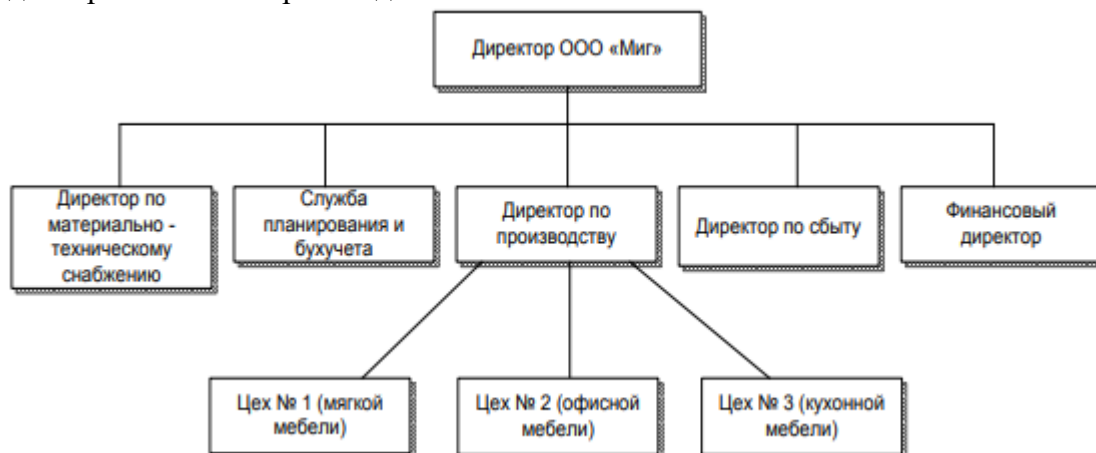 Директор ООО «Миг»
Директор по
материально -
техническому
снабжению
Служба
планирования и
бухучета
Директор по
производству
Директор по сбыту
Финансовый
директор
Цех № 1 (мягкой
мебели)
Цех № 2 (офисной
мебели)
Цех № 3 (кухонной
мебели)